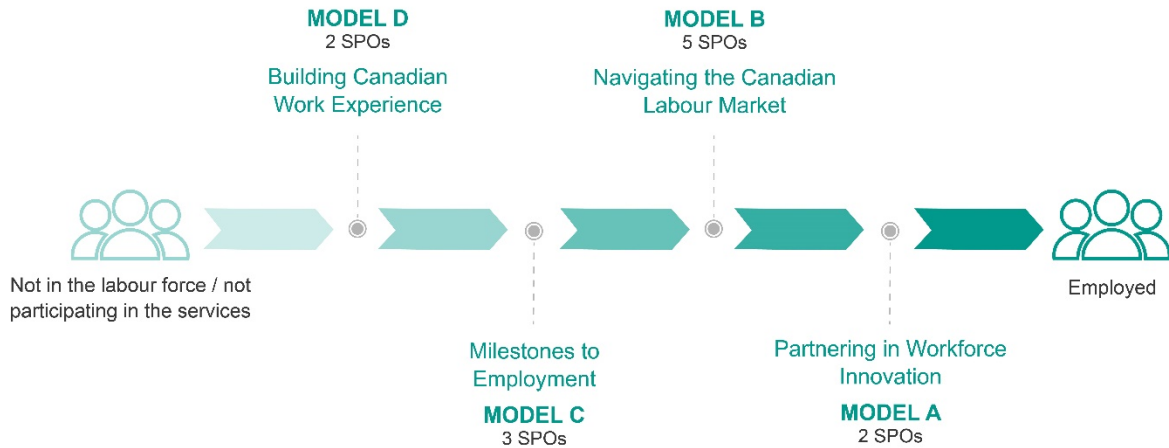 MODEL D
2 SPOs
Building Canadian
Work Experience
MODEL B
5 SPOs
Navigating the Canadian
Labour Market
Not in the labour force / not
participating in the services
Employed
Milestones to
Employment
MODEL C
3 SPOs
Partnering in Workforce
Innovation
MODEL A
2 SPOs